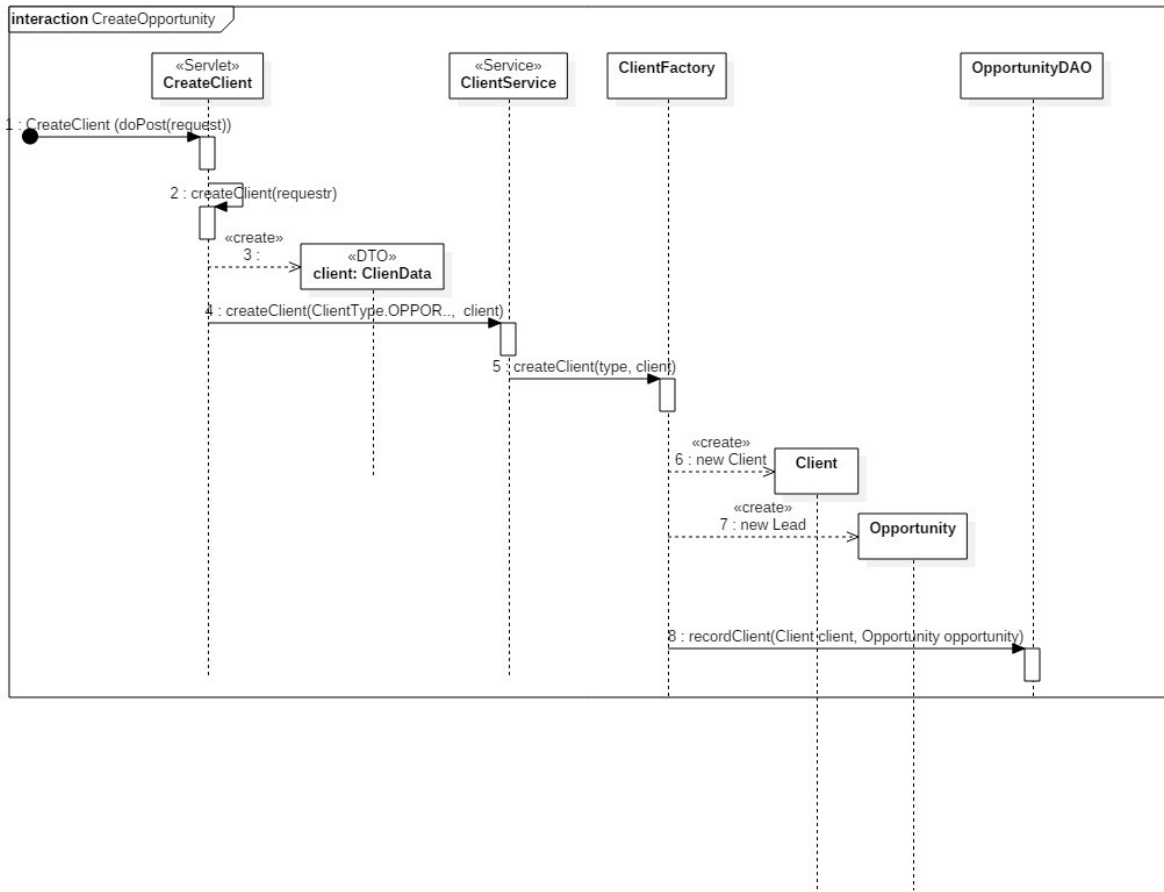 interaction CreateOpportunity
«Servlet»
CreateClient
«Service»
ClientService
ClientFactory
OpportunityDAO
1 : CreateClient (doPost(request))
2 : createClient(requestr)
«create»
3 :
«DTO»
client: ClienData
4 : createClient(ClientType.OPPOR.., client)
5 : createClient(type, client)
«create»
6 : new Client
Client
«create»
7 : new Lead
Opportunity
8 : recordClient(Client client, Opportunity opportunity)